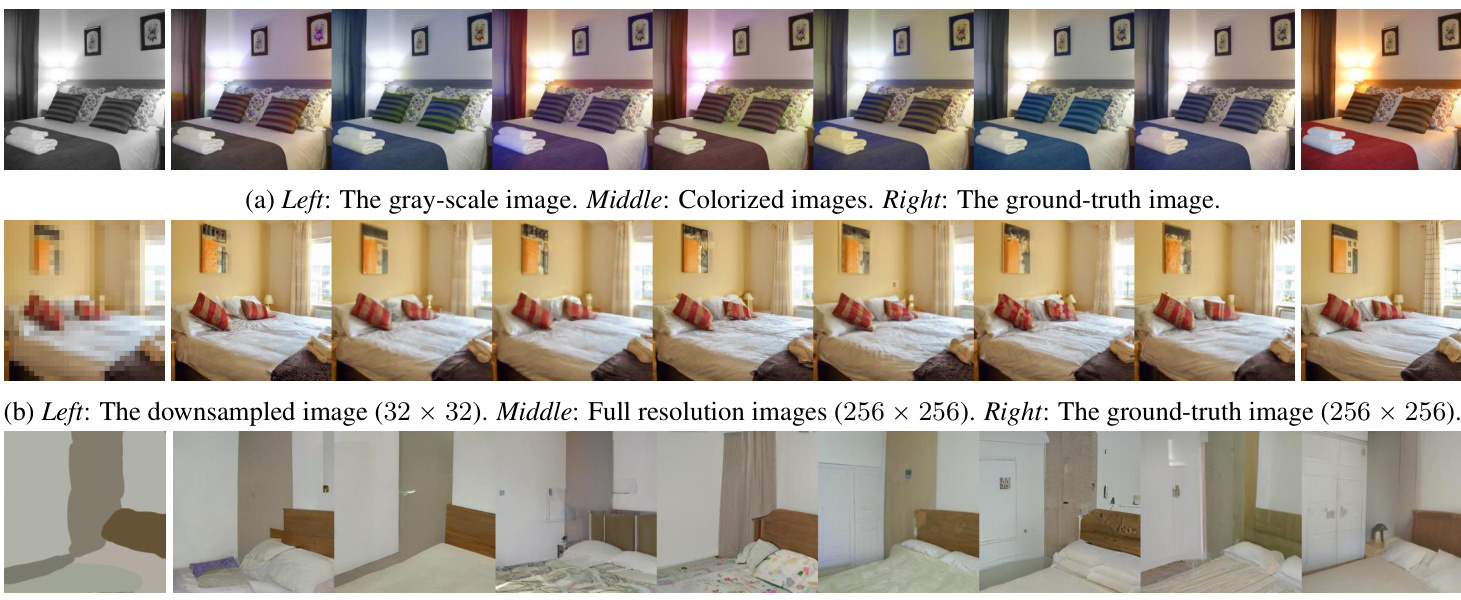 (a) Left: The gray-scale image. Middle: Colorized images. Right: The ground-truth image.
(b) Left: The downsampled image (32 × 32). Middle: Full resolution images (256 × 256). Right: The ground-truth image (256 × 256).